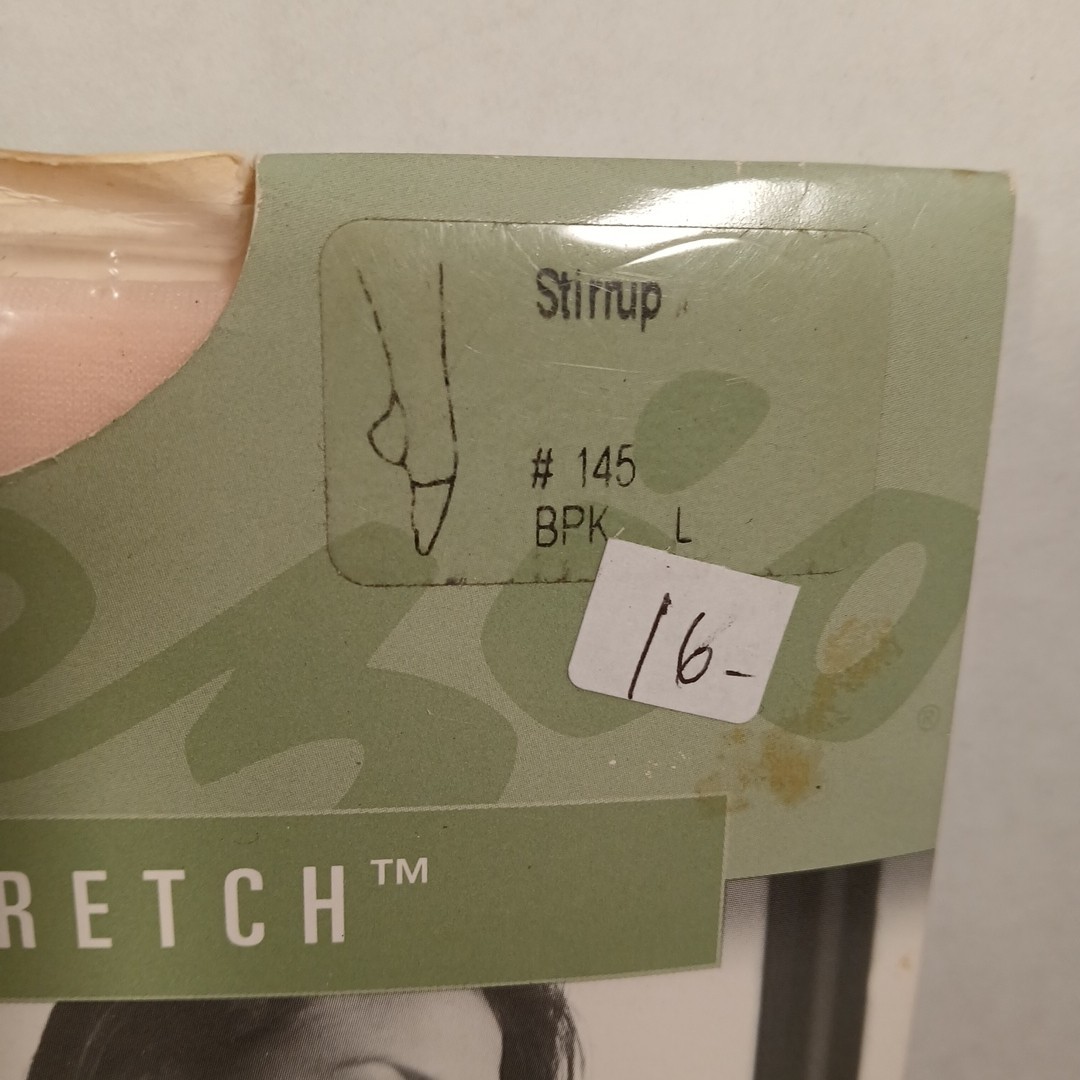 Stirrup
# 145
BPK L
16-
®
RETCH™